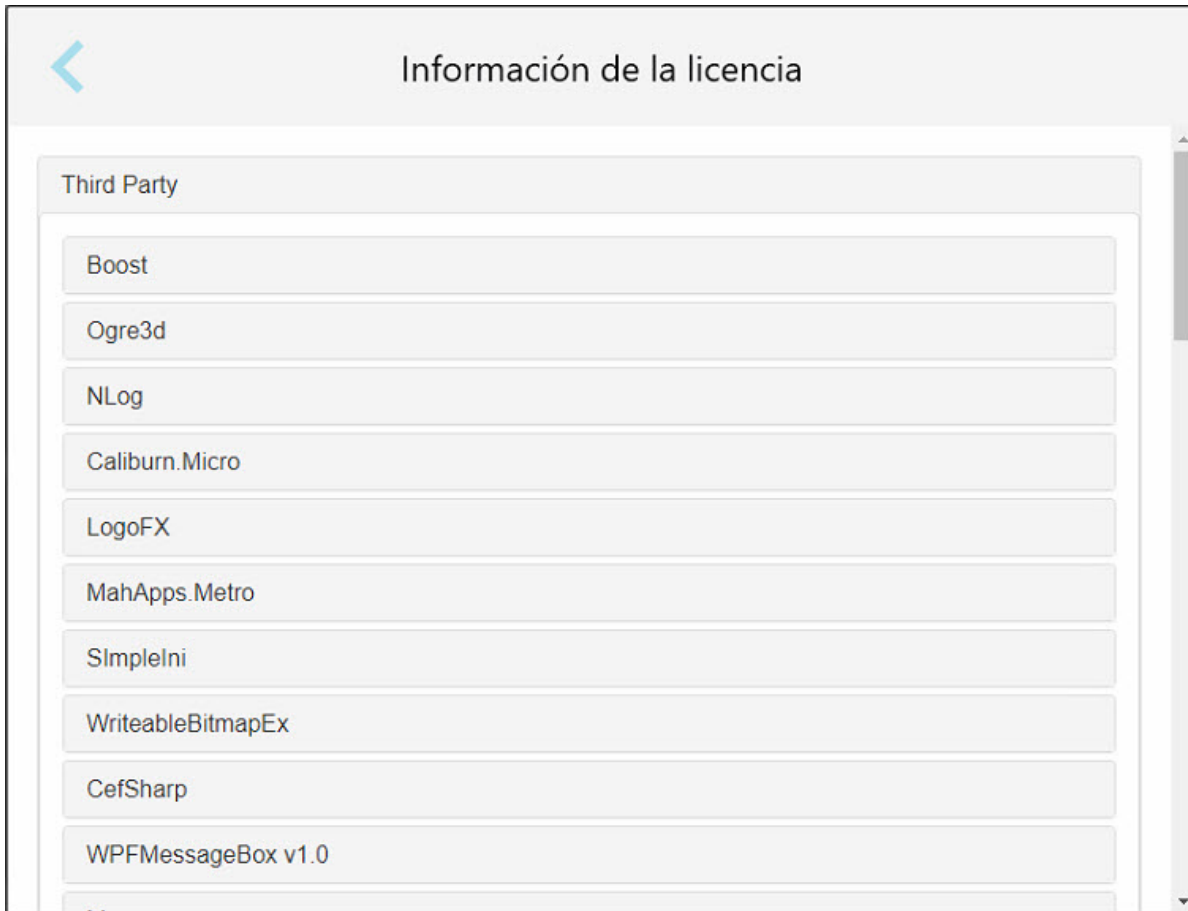 Información de la licencia
Third Party
Boost
Ogre3d
NLog
Caliburn.Micro
LogoFX
MahApps.Metro
SImpleIni
WriteableBitmapEx
CefSharp
WPFMessageBox v1.0